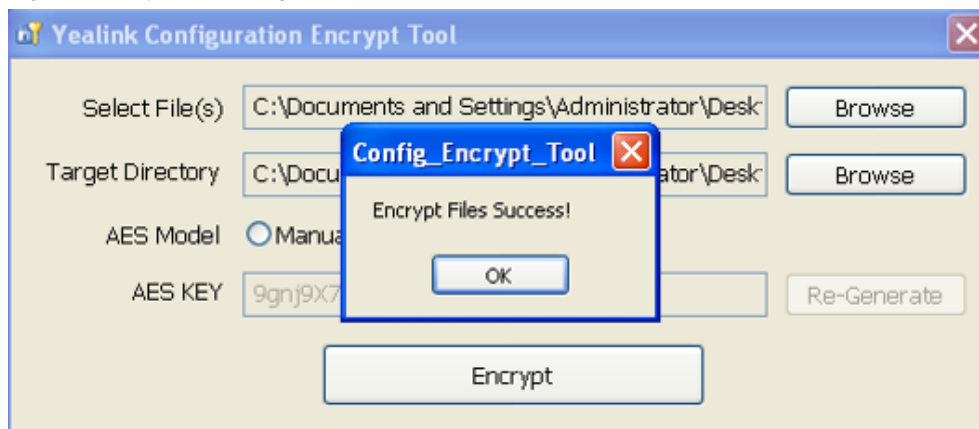 Yealink Configuration Encrypt Tool
Select File(s) C:\Documents and Settings\Administrator\Desk Browse
Config_Encrypt_Tool
Target Directory C:\Docu ator\Desk Browse
Encrypt Files Success!
AES Model Manua
OK
AES KEY 9gnj9X7 Re-Generate
Encrypt